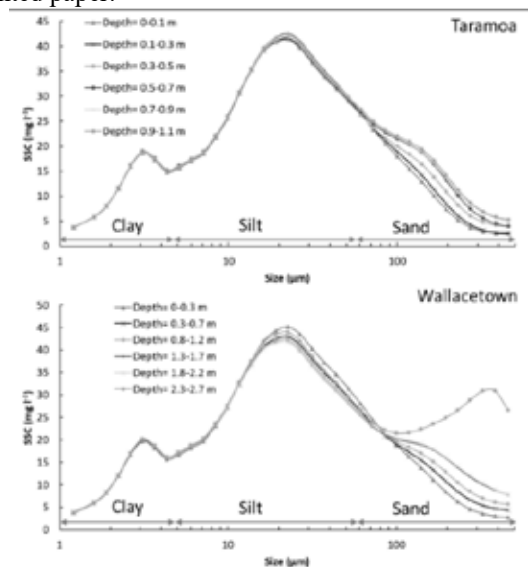 ited paper.
Taramoa
45
40
35
30
25
20
15
10
5
0
SSC (mg l⁻¹)
Depth= 0-0.1 m
Depth= 0.1-0.3 m
Depth= 0.3-0.5 m
Depth= 0.5-0.7 m
Depth= 0.7-0.9 m
Depth= 0.9-1.1 m
Clay Silt Sand
1 10 100
Size (μm)
Wallacetown
50
45
40
35
30
25
20
15
10
5
0
SSC (mg l⁻¹)
Depth= 0-0.3 m
Depth= 0.3-0.7 m
Depth= 0.8-1.2 m
Depth= 1.3-1.7 m
Depth= 1.8-2.2 m
Depth= 2.3-2.7 m
Clay Silt Sand
1 10 100
Size (μm)